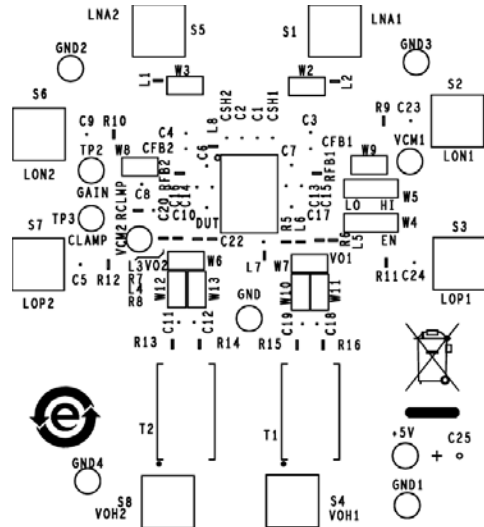 LNA2
LNA1
GND2
S5
S1
GND3
W3
W2
L1
L2
S6
S2
C9
R10
C4
L8
CSH2
C2
C1
CSH1
C3
R9
C23
TP2
W8
CFB2
C6
C7
CFB1
W9
VCM1
LON2
LON1
GAIN
RFB2
RFB1
C8
RCLMP
C20
C16
C15
C14
C13
C15
LO
HI
W5
S7
TP3
C10
DUT
R5
L6
C17
W4
S3
CLAMP
VCM2
C22
R6
L5
EN
LOP2
C5
R12
L3
VO2
R7
L4
R8
W6
L7
W7
VO1
R11
C24
LOP1
W12
W13
GND
W10
W11
C11
C12
C19
C18
R13
R14
R15
R16
T2
T1
e
+5V
+
C25
GND4
S8
VOH2
S4
VOH1
GND1